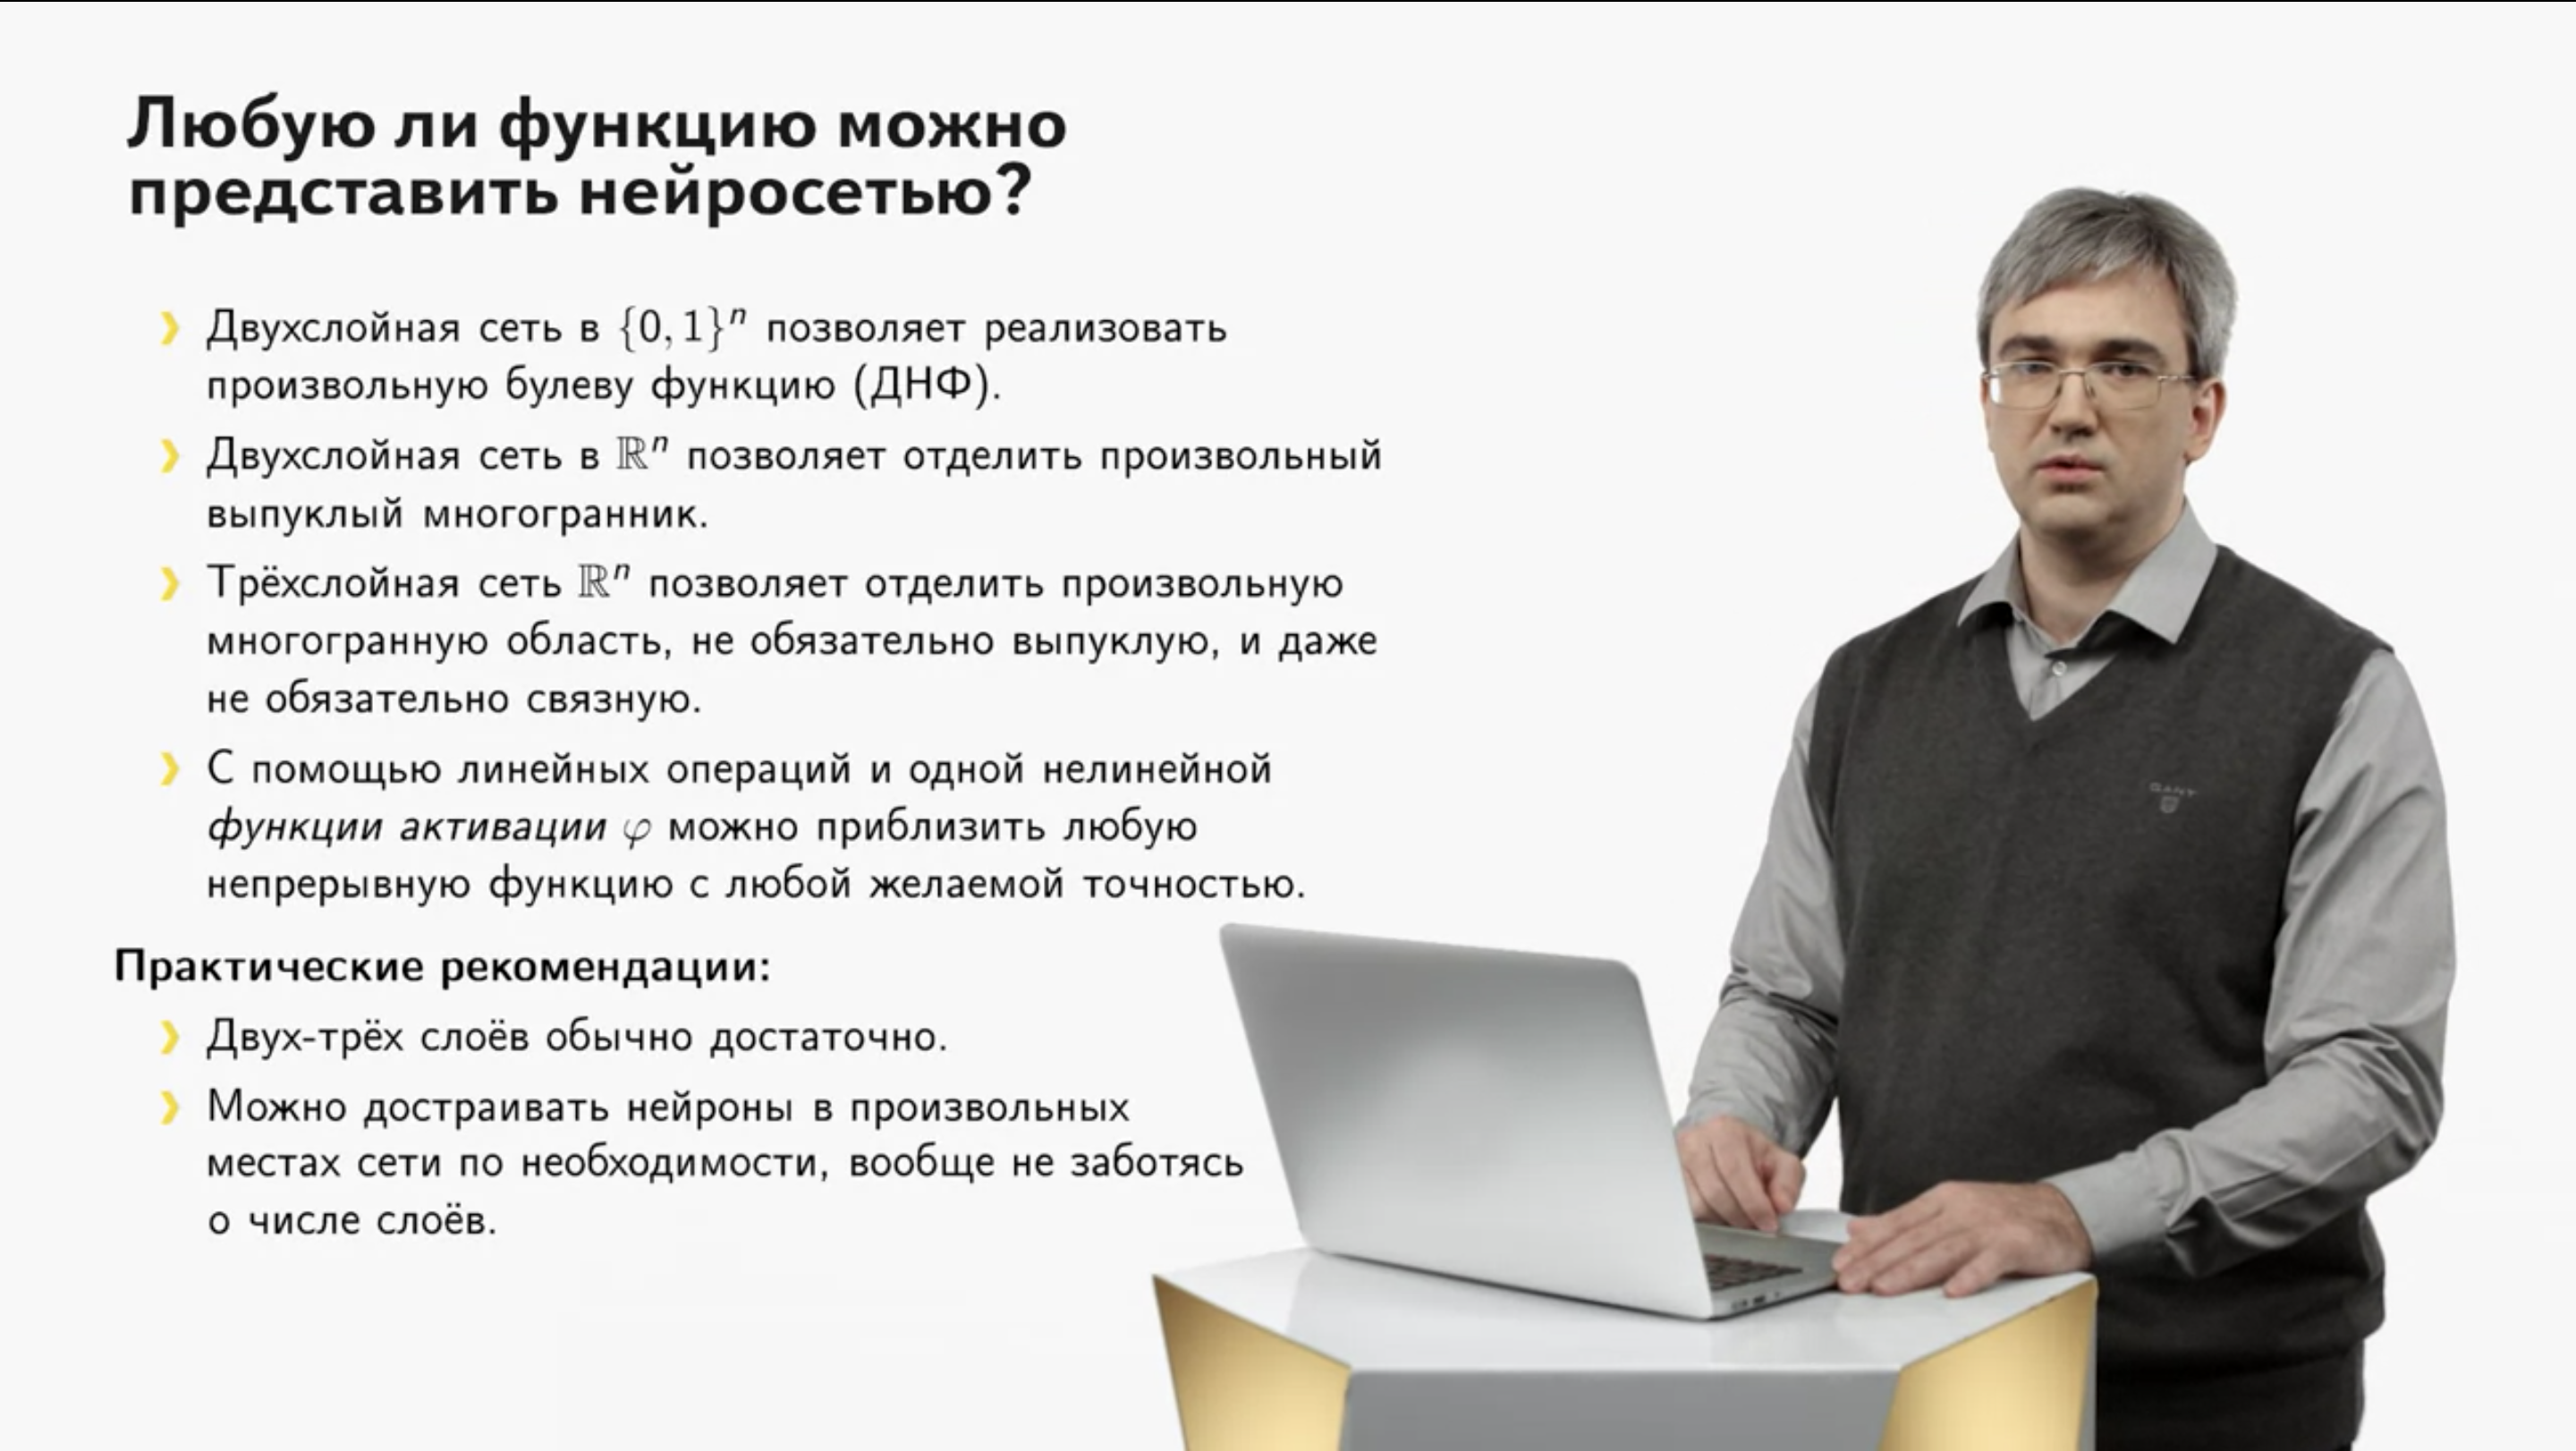 Любую ли функцию можно
представить нейросетью?
❯ Двухслойная сеть в {0, 1}ⁿ позволяет реализовать
произвольную булеву функцию (ДНФ).
❯ Двухслойная сеть в ℝⁿ позволяет отделить произвольный
выпуклый многогранник.
❯ Трёхслойная сеть ℝⁿ позволяет отделить произвольную
многогранную область, не обязательно выпуклую, и даже
не обязательно связную.
❯ С помощью линейных операций и одной нелинейной
функции активации φ можно приблизить любую
непрерывную функцию с любой желаемой точностью.
Практические рекомендации:
❯ Двух-трёх слоёв обычно достаточно.
❯ Можно достраивать нейроны в произвольных
местах сети по необходимости, вообще не заботясь
о числе слоёв.
GANT